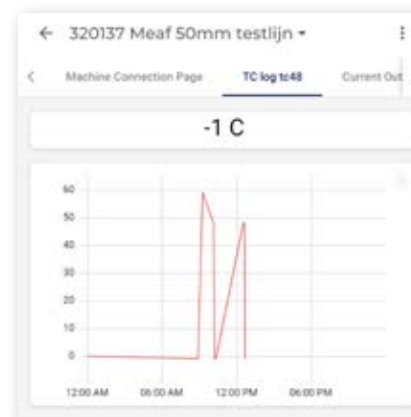 320137 Meaf 50mm testlijn
Machine Connection Page TC log tc48 Current Out
-1 C
60
50
40
30
20
10
0
12:00 AM 06:00 AM 12:00 PM 06:00 PM